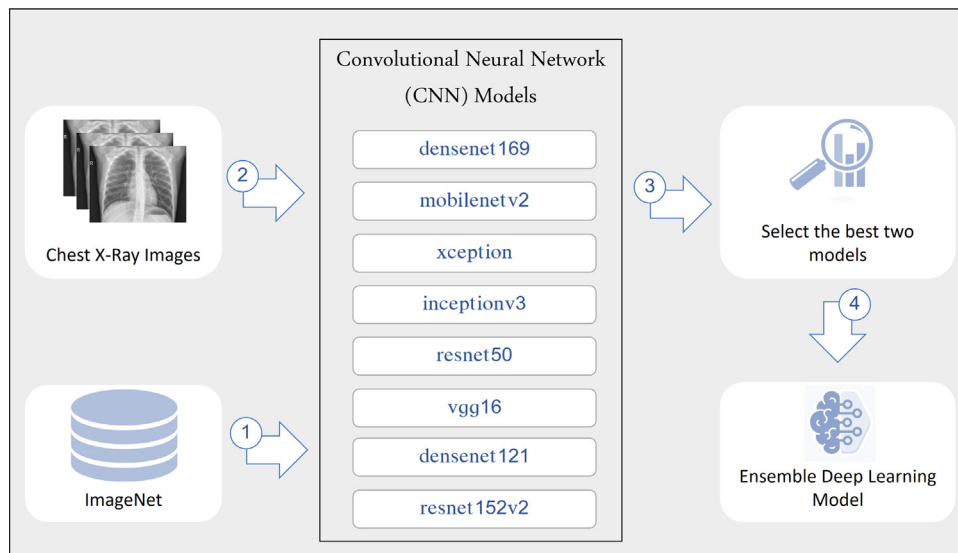 Convolutional Neural Network
(CNN) Models
densenet169
mobilenetv2
xception
inceptionv3
resnet50
vgg16
densenet121
resnet152v2
R
R
R
Chest X-Ray Images
2
ImageNet
1
3
Select the best two
models
4
Ensemble Deep Learning
Model